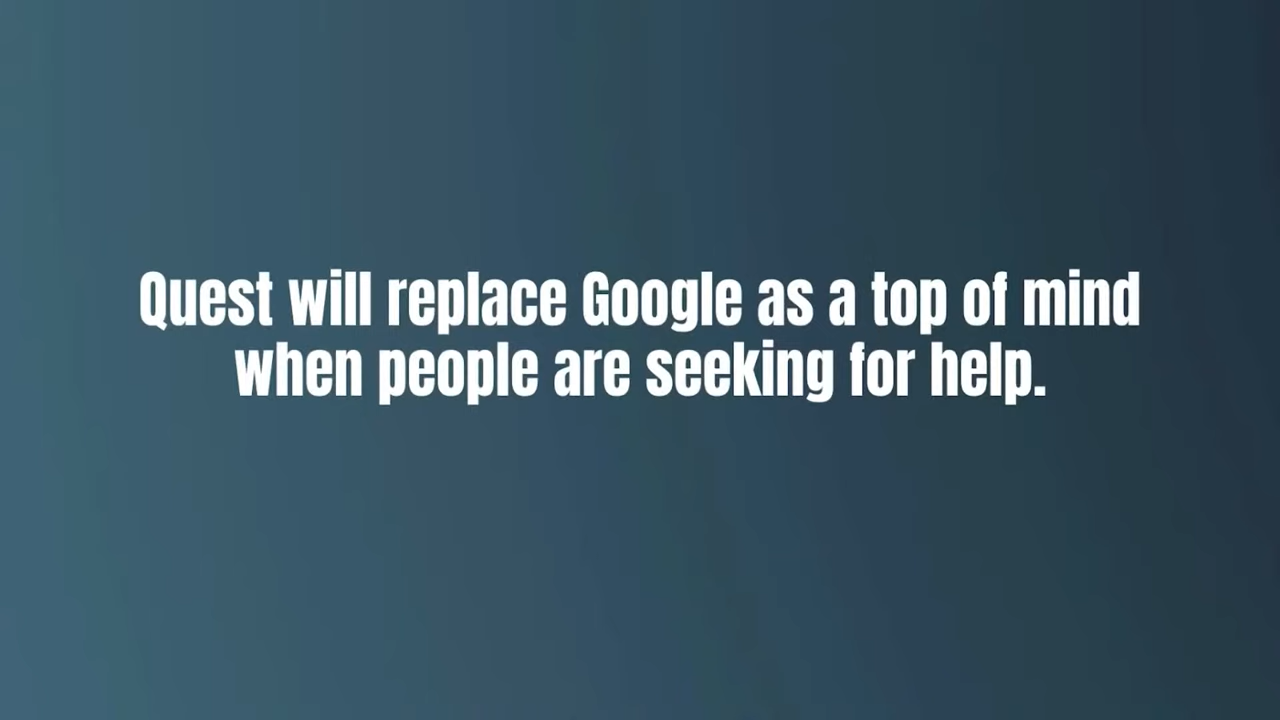 Quest will replace Google as a top of mind
when people are seeking for help.